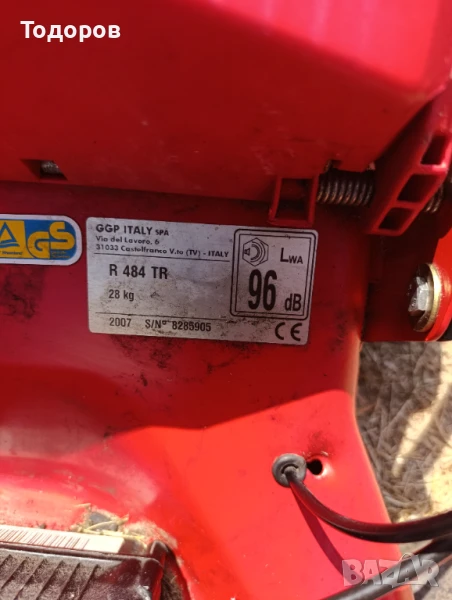 Тодоров
GGP ITALY SPA
Via del Lavoro, 6
31033 Castelfranco V.to (TV) - ITALY
R 484 TR
28 kg
2007 S/N° 8285905
LWA
96 dB
CE
GS
BAZAR